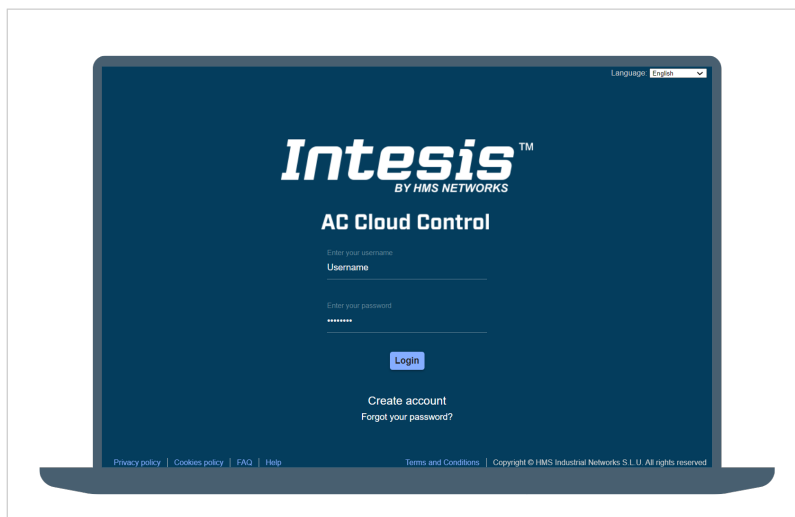 Language: English
Intesis™
BY HMS NETWORKS
AC Cloud Control
Enter your username
Username
Enter your password
••••••••
Login
Create account
Forgot your password?
Privacy policy | Cookies policy | FAQ | Help
Terms and Conditions | Copyright © HMS Industrial Networks S.L.U. All rights reserved